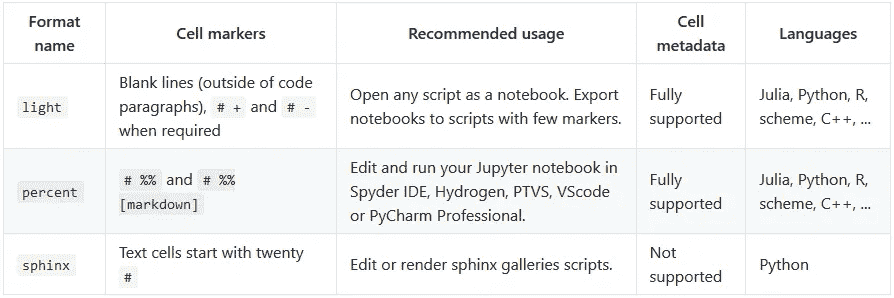 Format name
Cell markers
Recommended usage
Cell metadata
Languages
light
Blank lines (outside of code
paragraphs), # + and # -
when required
Open any script as a notebook. Export
notebooks to scripts with few markers.
Fully
supported
Julia, Python, R,
scheme, C++, ...
percent
# %% and # %%
[markdown]
Edit and run your Jupyter notebook in
Spyder IDE, Hydrogen, PTVS, VScode
or PyCharm Professional.
Fully
supported
Julia, Python, R,
scheme, C++, ...
sphinx
Text cells start with twenty
#
Edit or render sphinx galleries scripts.
Not
supported
Python